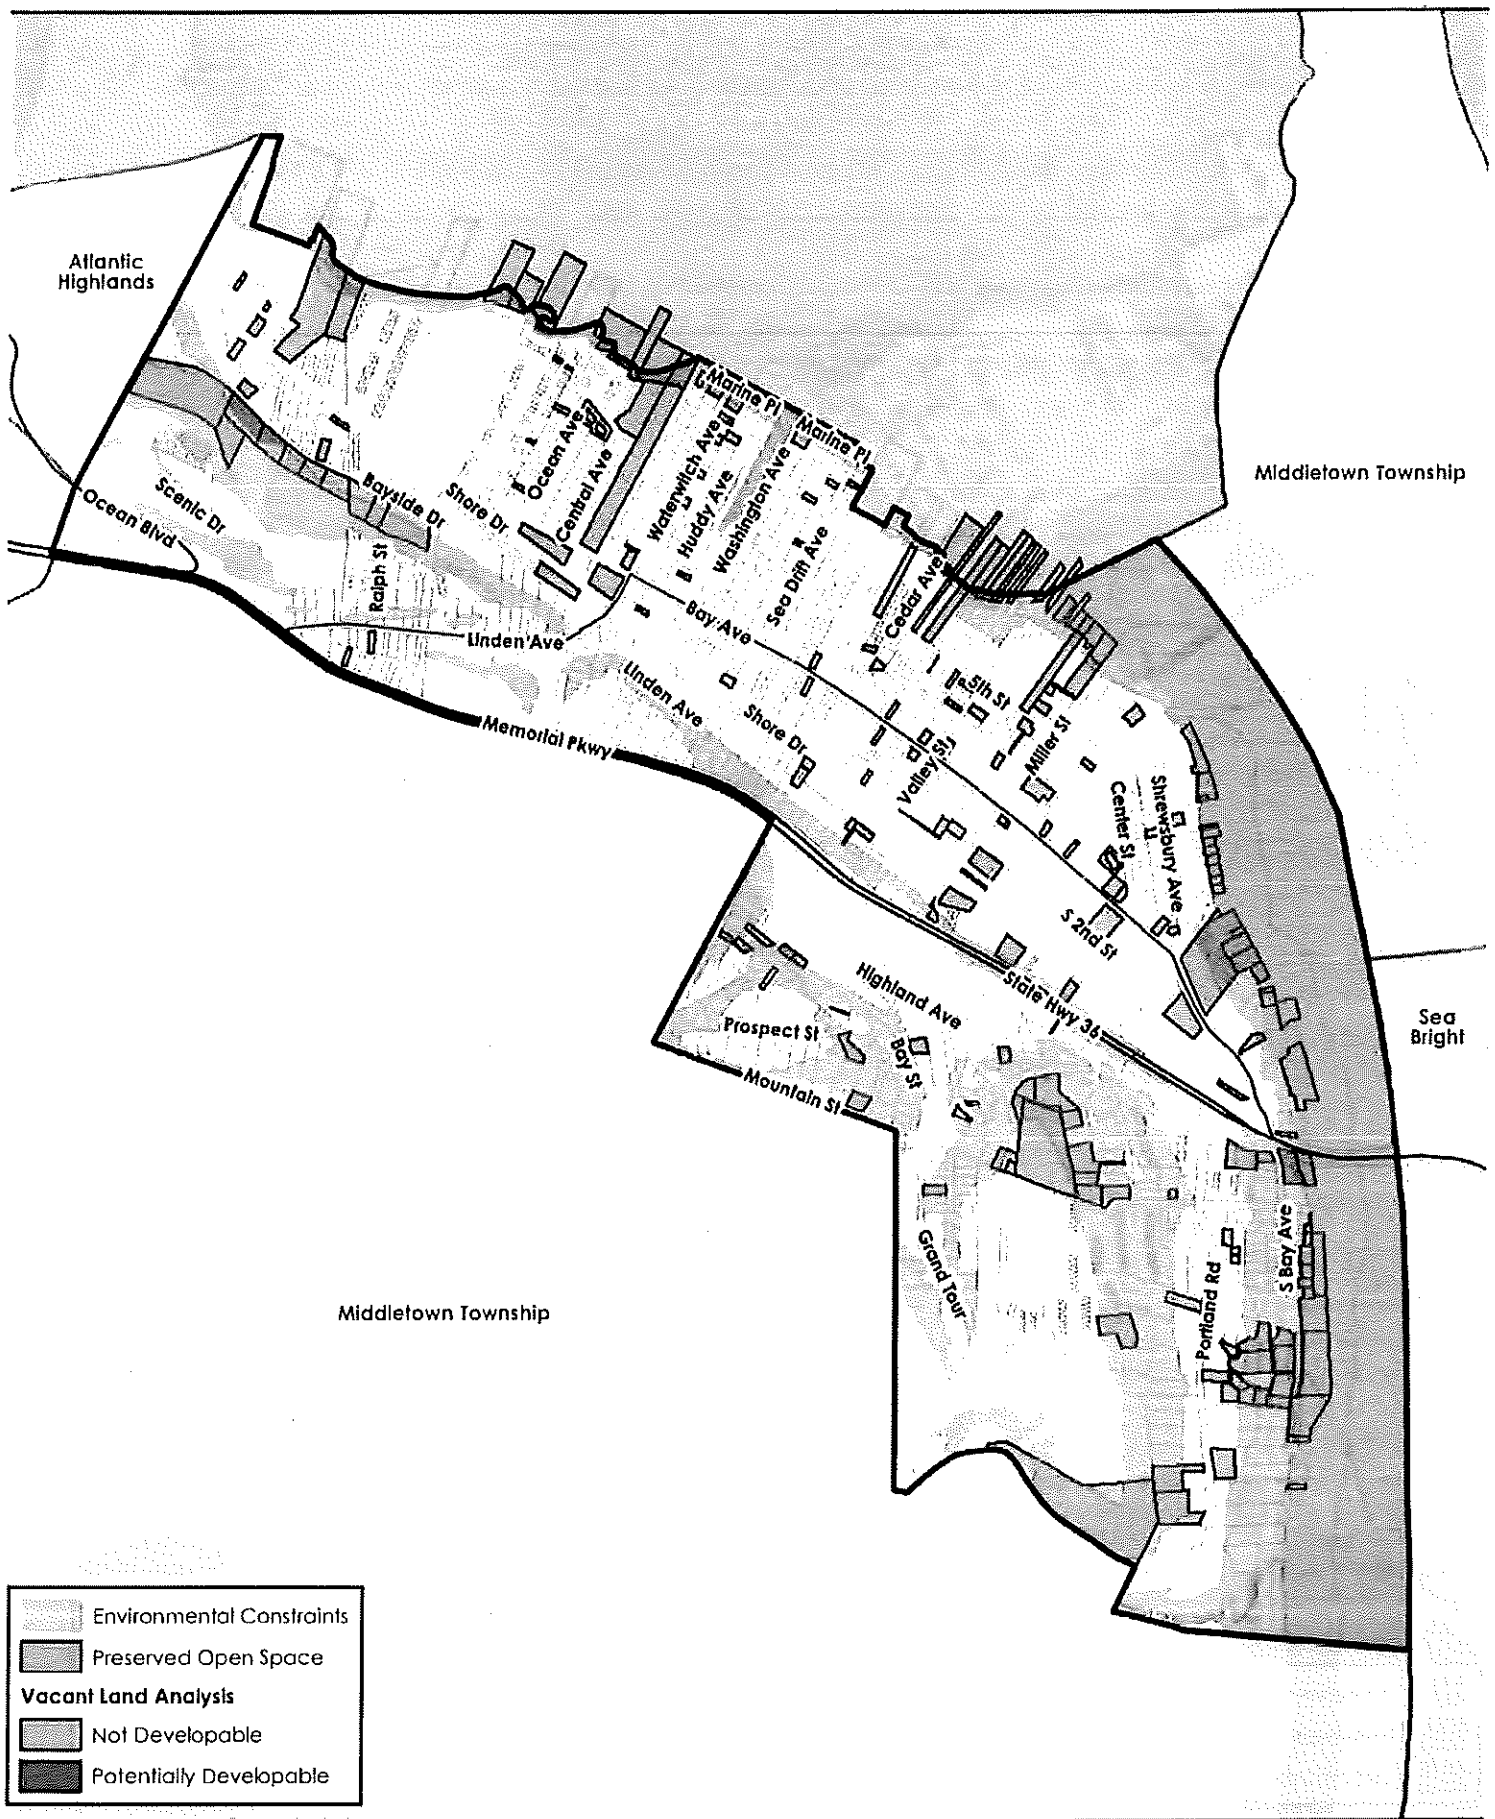 Atlantic
Highlands
Marine Pl
Marine Pl
Middletown Township
Scenic Dr
Ocean Blvd
Bayside Dr
Shore Dr
Ocean Ave
Central Ave
Waterwitch Ave
Huddy Ave
Washington Ave
Sea Drift Ave
Cedar Ave
Ralph St
Linden Ave
Bay Ave
Linden Ave
Shore Dr
Memorial Pkwy
5th St
Miller St
Valley St
Center St
Shrewsbury Ave
S 2nd St
Highland Ave
State Hwy 36
Sea
Bright
Prospect St
Bay St
Mountain St
Grand Tour
Portland Rd
S Bay Ave
Middletown Township
Environmental Constraints
Preserved Open Space
Vacant Land Analysis
Not Developable
Potentially Developable